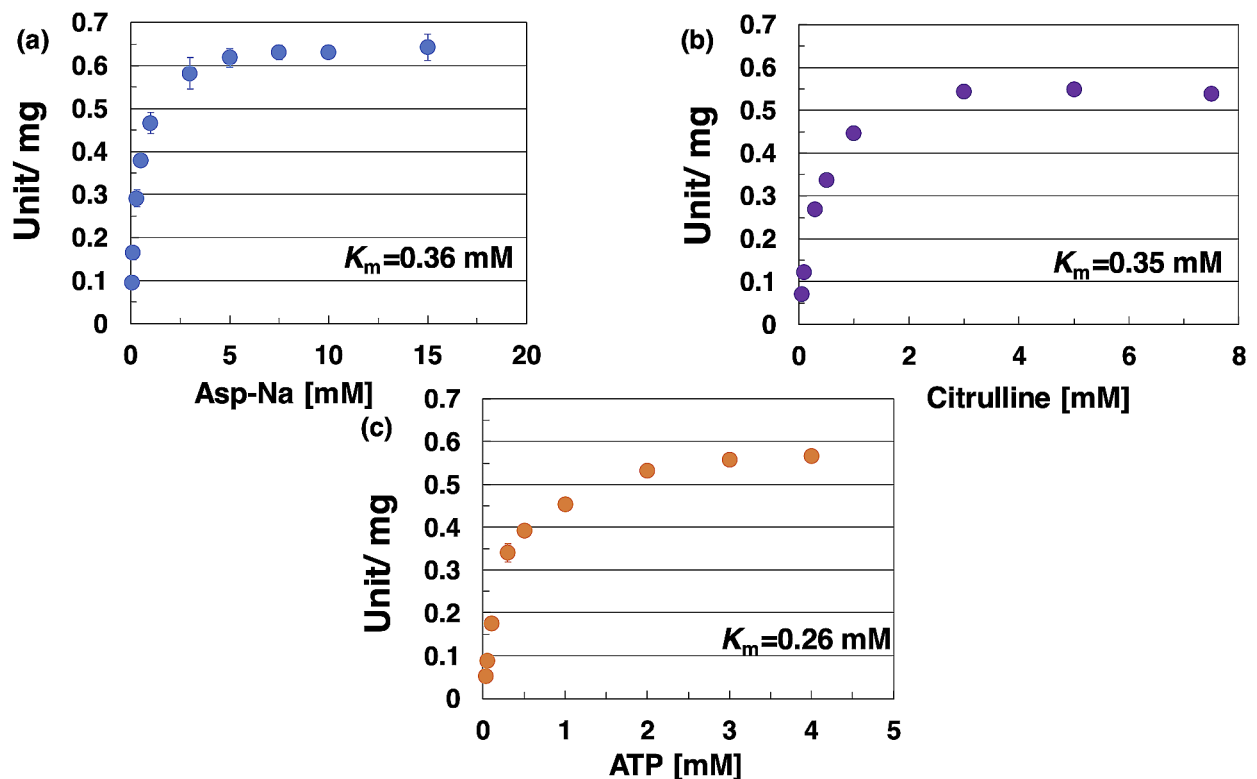 (a)
0.7
0.6
0.5
0.4
0.3
0.2
0.1
0
Unit/ mg
Km=0.36 mM
0 5 10 15 20
Asp-Na [mM]
(b)
0.7
0.6
0.5
0.4
0.3
0.2
0.1
0
Unit/ mg
Km=0.35 mM
0 2 4 6 8
Citrulline [mM]
(c)
0.7
0.6
0.5
0.4
0.3
0.2
0.1
0
Unit/ mg
Km=0.26 mM
0 1 2 3 4 5
ATP [mM]